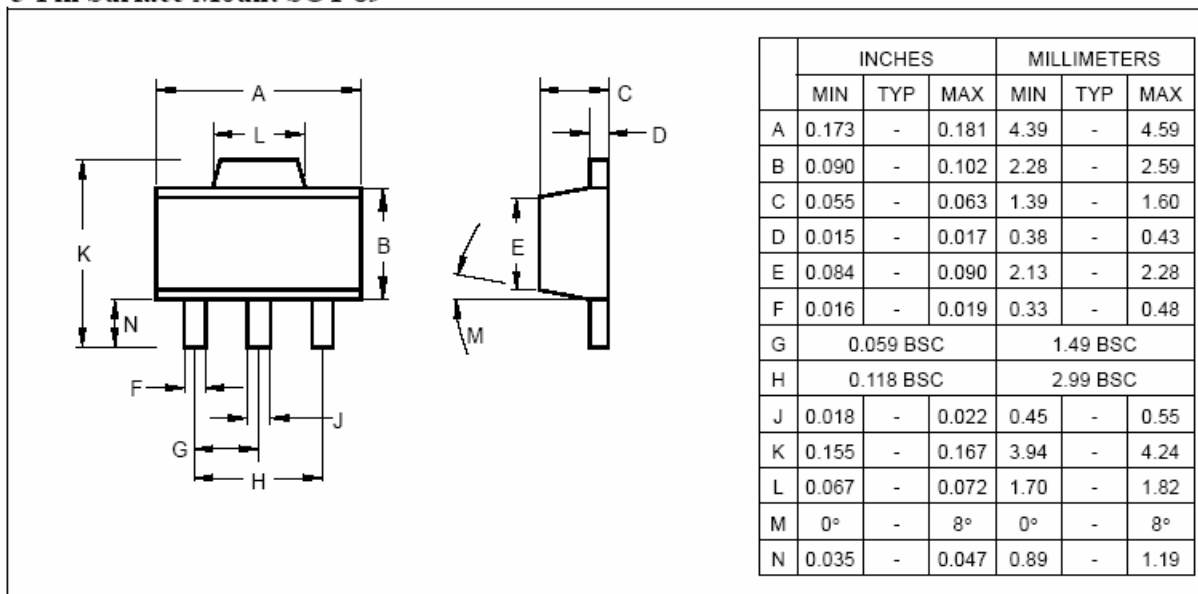 A
L
K
B
N
F
J
G
H
C
D
E
M
INCHES MILLIMETERS
MIN TYP MAX MIN TYP MAX
A 0.173 - 0.181 4.39 - 4.59
B 0.090 - 0.102 2.28 - 2.59
C 0.055 - 0.063 1.39 - 1.60
D 0.015 - 0.017 0.38 - 0.43
E 0.084 - 0.090 2.13 - 2.28
F 0.016 - 0.019 0.33 - 0.48
G 0.059 BSC 1.49 BSC
H 0.118 BSC 2.99 BSC
J 0.018 - 0.022 0.45 - 0.55
K 0.155 - 0.167 3.94 - 4.24
L 0.067 - 0.072 1.70 - 1.82
M 0° - 8° 0° - 8°
N 0.035 - 0.047 0.89 - 1.19